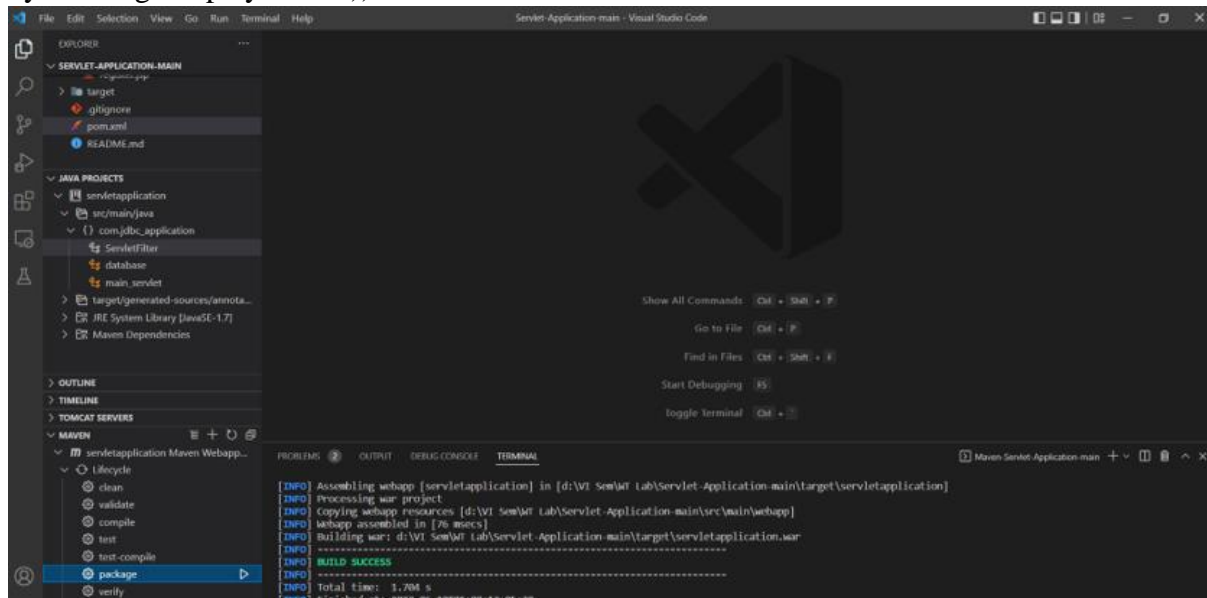 File Edit Selection View Go Run Terminal Help
Servlet-Application-main - Visual Studio Code
EXPLORER
SERVLET-APPLICATION-MAIN
register.jsp
target
.gitignore
pom.xml
README.md
JAVA PROJECTS
servletapplication
src/main/java
{} com.jdbc_application
ServletFilter
database
main_servlet
target/generated-sources/annota...
JRE System Library [JavaSE-1.7]
Maven Dependencies
OUTLINE
TIMELINE
TOMCAT SERVERS
MAVEN
servletapplication Maven Webapp...
Lifecycle
clean
validate
compile
test
test-compile
package
verify
Show All Commands Ctrl + Shift + P
Go to File Ctrl + P
Find in Files Ctrl + Shift + F
Start Debugging F5
Toggle Terminal Ctrl + `
PROBLEMS 2 OUTPUT DEBUG CONSOLE TERMINAL
Maven-Servlet-Application-main
[INFO] Assembling webapp [servletapplication] in [d:\VI Sem\WT Lab\Servlet-Application-main\target\servletapplication]
[INFO] Processing war project
[INFO] Copying webapp resources [d:\VI Sem\WT Lab\Servlet-Application-main\src\main\webapp]
[INFO] Webapp assembled in [76 msecs]
[INFO] Building war: d:\VI Sem\WT Lab\Servlet-Application-main\target\servletapplication.war
[INFO] ------------------------------------------------------------------------
[INFO] BUILD SUCCESS
[INFO] ------------------------------------------------------------------------
[INFO] Total time: 1.704 s